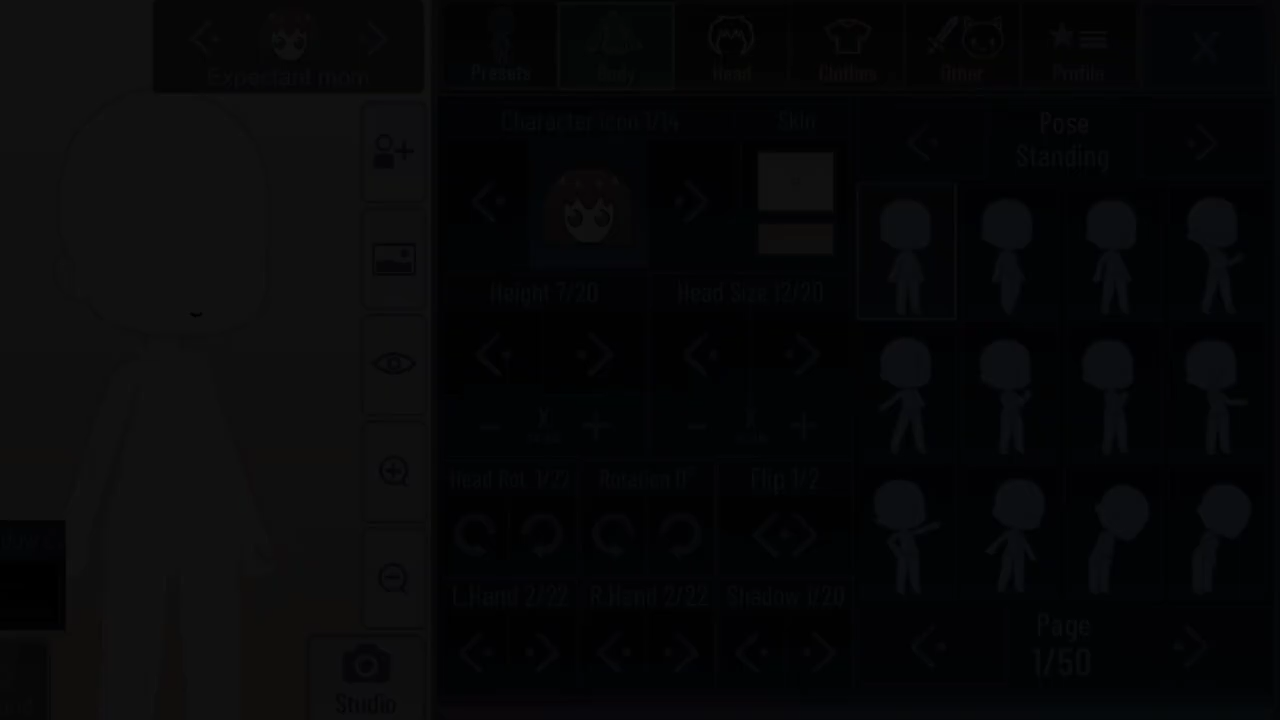 Expectant mom
Presets
Body
Head
Clothes
Other
Profile
X
Character Icon 1/14
Skin
Pose
Standing
Height 7/20
Head Size 12/20
X
X
Head Rot. 1/22
Rotation 0°
Flip 1/2
L.Hand 2/22
R.Hand 2/22
Shadow 1/20
Page
1/50
Studio